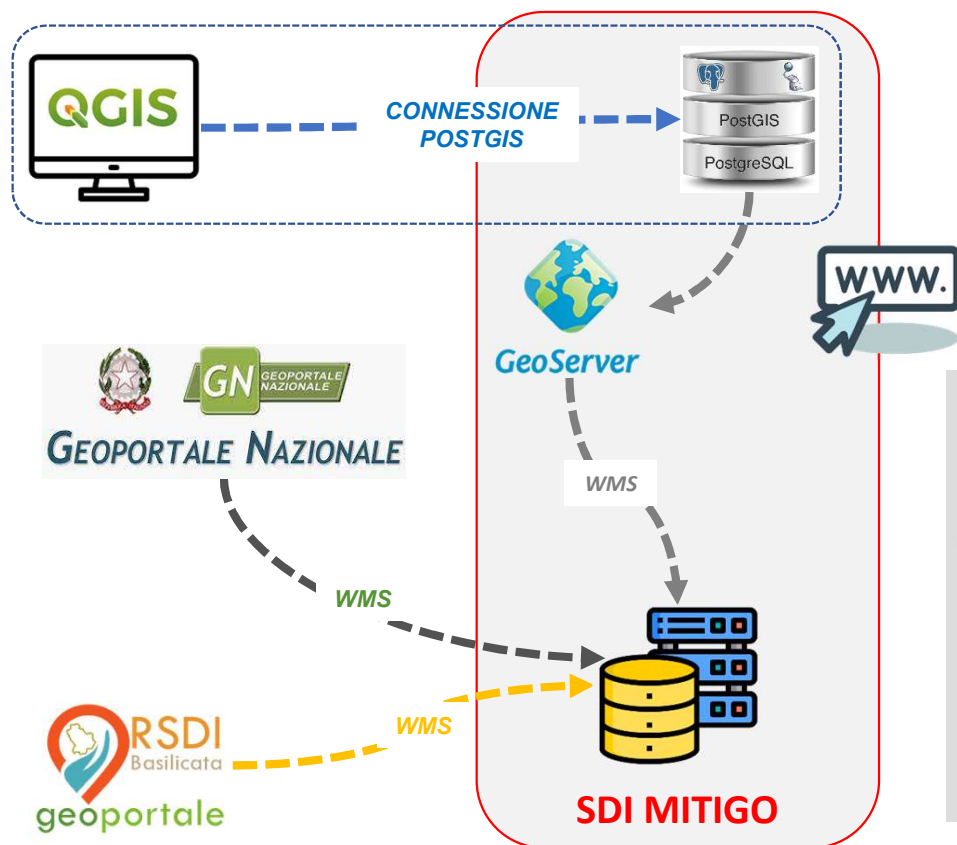 QGIS
CONNESSIONE
POSTGIS
PostGIS
PostgreSQL
WWW.
GeoServer
GN GEOPORTALE
NAZIONALE
GEOPORTALE NAZIONALE
WMS
WMS
WMS
RSDI
Basilicata
geoportale
SDI MITIGO